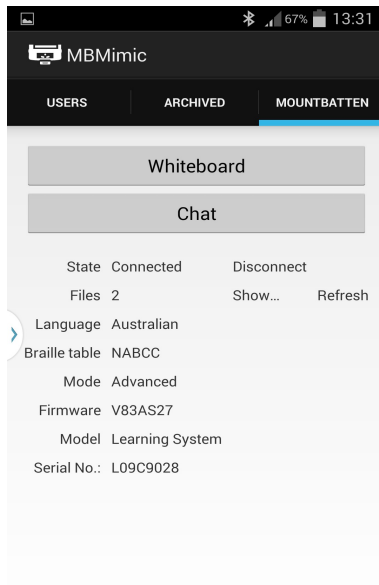 67% 13:31
MBMimic
USERS ARCHIVED MOUNTBATTEN
Whiteboard
Chat
State Connected Disconnect
Files 2 Show... Refresh
Language Australian
Braille table NABCC
Mode Advanced
Firmware V83AS27
Model Learning System
Serial No.: L09C9028